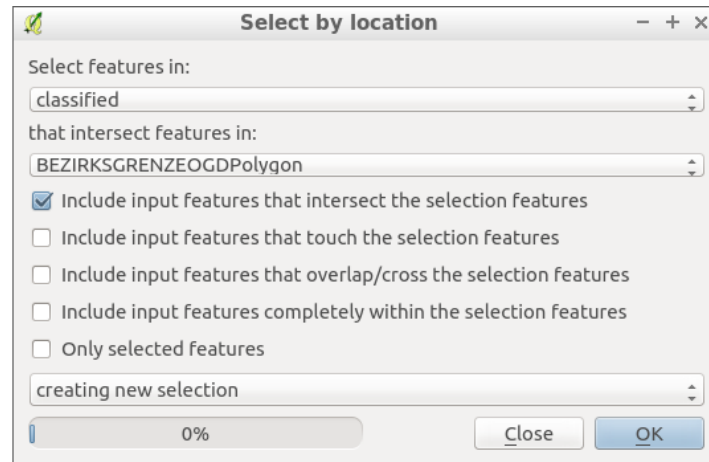 Select by location
Select features in:
classified
that intersect features in:
BEZIRKSGRENZEOGDPolygon
Include input features that intersect the selection features
Include input features that touch the selection features
Include input features that overlap/cross the selection features
Include input features completely within the selection features
Only selected features
creating new selection
0% Close OK